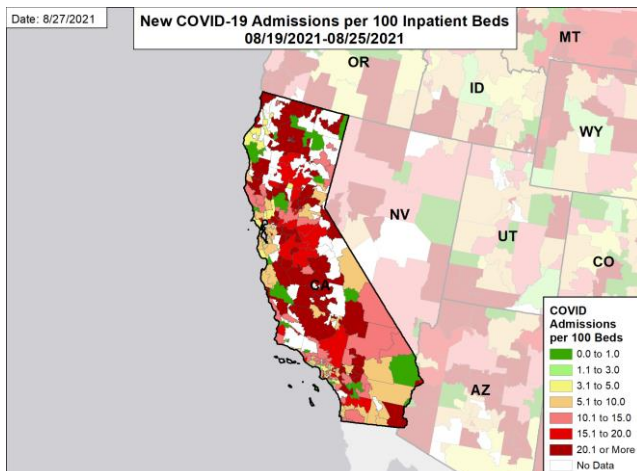 Date: 8/27/2021
New COVID-19 Admissions per 100 Inpatient Beds
08/19/2021-08/25/2021
MT
OR
ID
WY
NV
UT
CO
CA
AZ
COVID
Admissions
per 100 Beds
0.0 to 1.0
1.1 to 3.0
3.1 to 5.0
5.1 to 10.0
10.1 to 15.0
15.1 to 20.0
20.1 or More
No Data